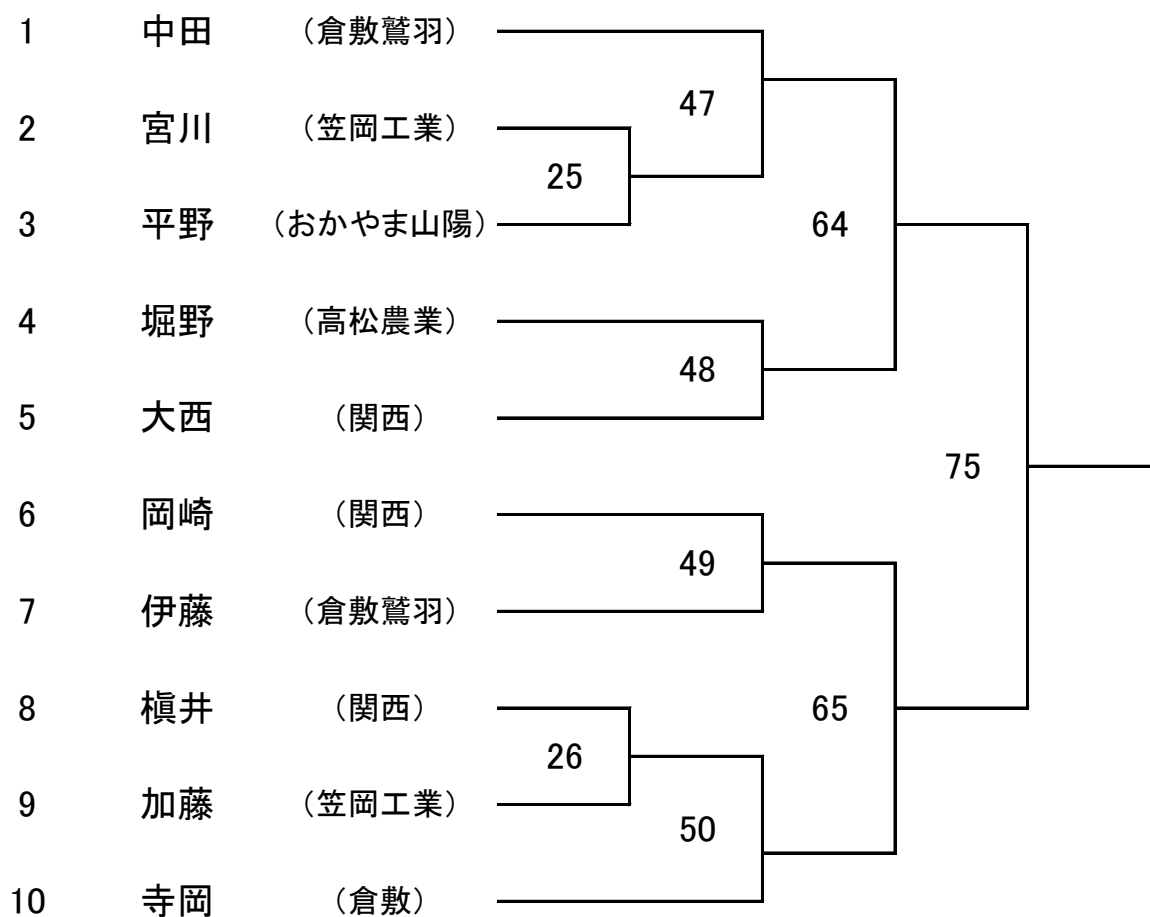 1 中田 （倉敷鷲羽）
47
2 宮川 （笠岡工業）
25
3 平野 （おかやま山陽） 64
4 堀野 （高松農業）
48
5 大西 （関西）
75
6 岡崎 （関西）
49
7 伊藤 （倉敷鷲羽）
8 槇井 （関西） 65
26
9 加藤 （笠岡工業）
50
10 寺岡 （倉敷）